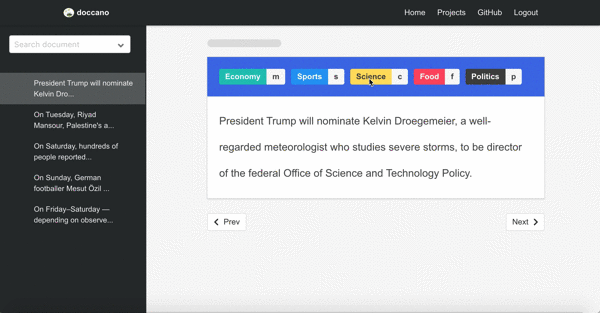 doccano
Home Projects GitHub Logout
Search document
Economy m Sports s Science c Food f Politics p
President Trump will nominate
Kelvin Dro...
On Tuesday, Riyad
Mansour, Palestine's a...
On Saturday, hundreds of
people reported...
On Sunday, German
footballer Mesut Özil ...
On Friday–Saturday —
depending on observe...
President Trump will nominate Kelvin Droegemeier, a well-
regarded meteorologist who studies severe storms, to be director
of the federal Office of Science and Technology Policy.
Prev
Next